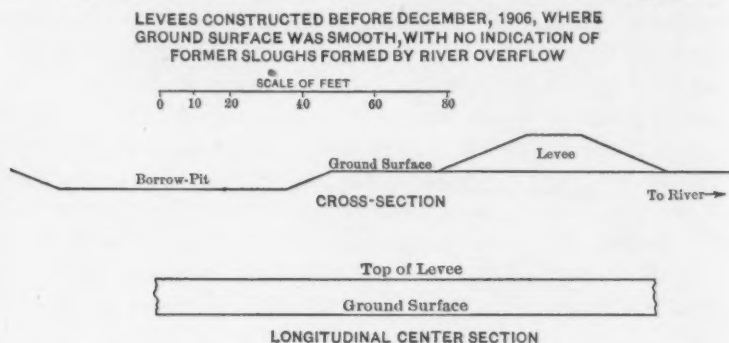 LEVEES CONSTRUCTED BEFORE DECEMBER, 1906, WHERE
GROUND SURFACE WAS SMOOTH, WITH NO INDICATION OF
FORMER SLOUGHS FORMED BY RIVER OVERFLOW
SCALE OF FEET
0 10 20 40 60 80
Ground Surface
Levee
Borrow-Pit
To River
CROSS-SECTION
Top of Levee
Ground Surface
LONGITUDINAL CENTER SECTION